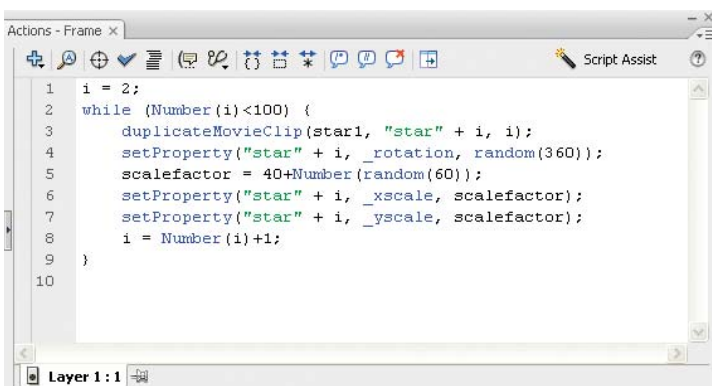 Actions - Frame ×
Script Assist
1 i = 2;
2 while (Number(i)<100) {
3 duplicateMovieClip(star1, "star" + i, i);
4 setProperty("star" + i, _rotation, random(360));
5 scalefactor = 40+Number(random(60));
6 setProperty("star" + i, _xscale, scalefactor);
7 setProperty("star" + i, _yscale, scalefactor);
8 i = Number(i)+1;
9 }
10
Layer 1 : 1